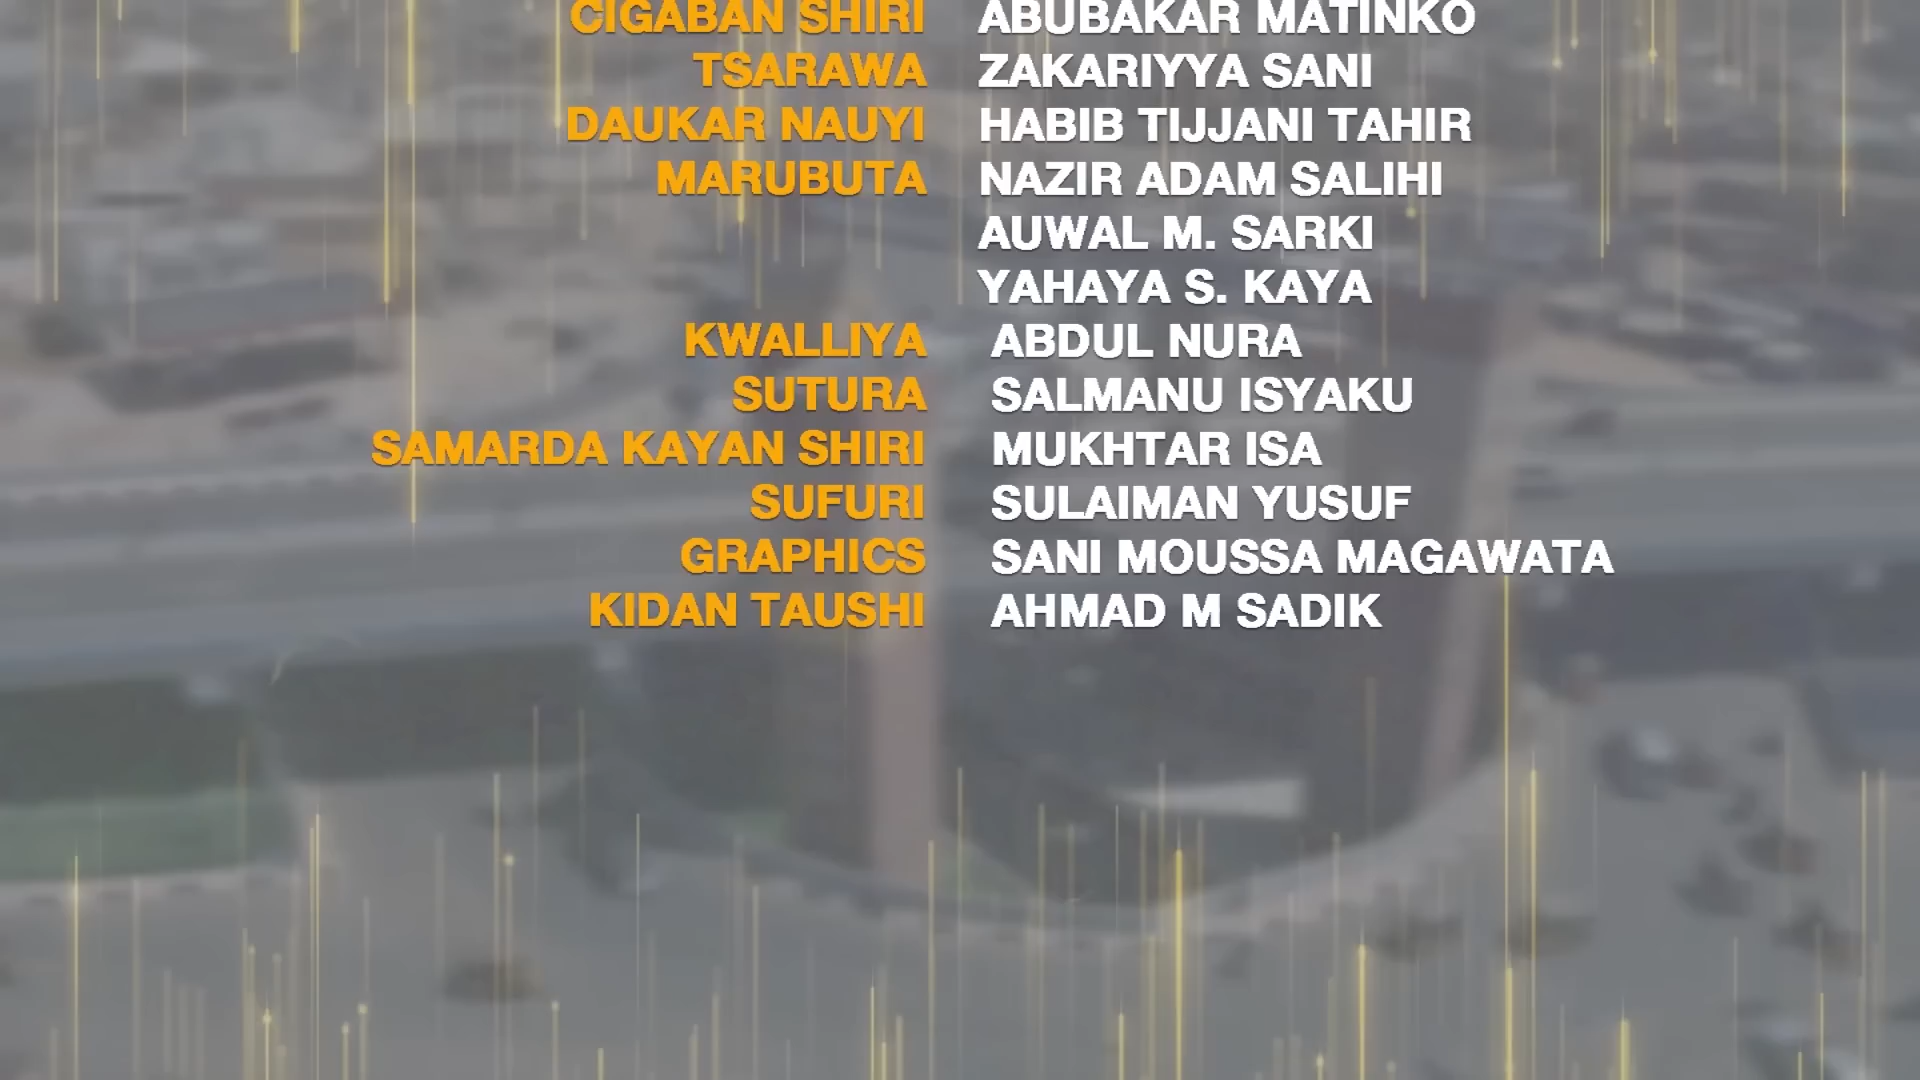 CIGABAN SHIRI ABUBAKAR MATINKO
TSARAWA ZAKARIYYA SANI
DAUKAR NAUYI HABIB TIJJANI TAHIR
MARUBUTA NAZIR ADAM SALIHI
AUWAL M. SARKI
YAHAYA S. KAYA
KWALLIYA ABDUL NURA
SUTURA SALMANU ISYAKU
SAMARDA KAYAN SHIRI MUKHTAR ISA
SUFURI SULAIMAN YUSUF
GRAPHICS SANI MOUSSA MAGAWATA
KIDAN TAUSHI AHMAD M SADIK